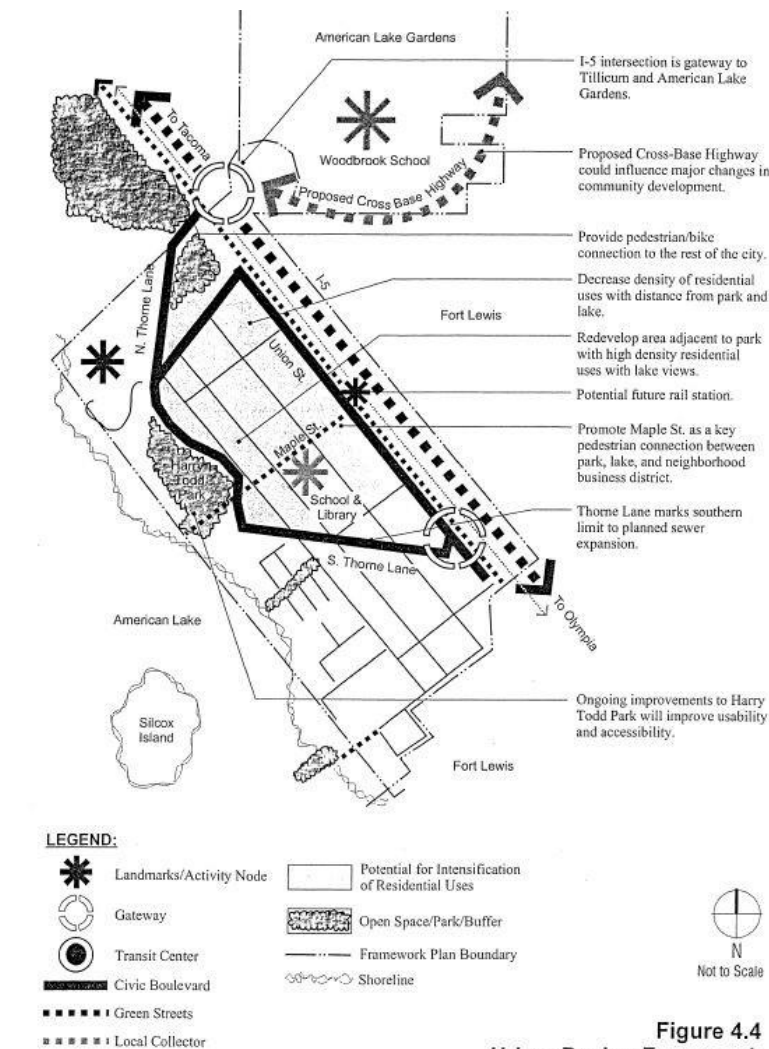 American Lake Gardens
I-5 intersection is gateway to
Tillicum and American Lake
Gardens.
To Tacoma
Woodbrook School
Proposed Cross-Base Highway
could influence major changes in
community development.
Proposed Cross Base Highway
Provide pedestrian/bike
connection to the rest of the city.
N. Thorne Lane
I-5
Decrease density of residential
uses with distance from park and
lake.
Fort Lewis
Union St.
Redevelop area adjacent to park
with high density residential
uses with lake views.
Potential future rail station.
Maple St.
Promote Maple St. as a key
pedestrian connection between
park, lake, and neighborhood
business district.
Harry
Todd
Park
School &
Library
Thorne Lane marks southern
limit to planned sewer
expansion.
S. Thorne Lane
To Olympia
American Lake
Silcox
Island
Ongoing improvements to Harry
Todd Park will improve usability
and accessibility.
Fort Lewis
LEGEND:
Landmarks/Activity Node
Gateway
Transit Center
Civic Boulevard
Green Streets
Local Collector
Potential for Intensification
of Residential Uses
Open Space/Park/Buffer
Framework Plan Boundary
Shoreline
N
Not to Scale
Figure 4.4